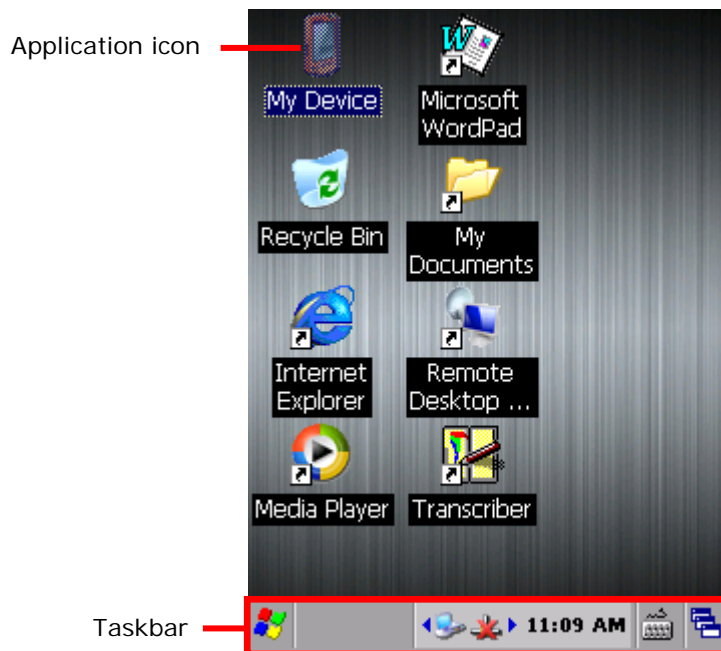 Application icon
My Device
Microsoft
WordPad
Recycle Bin
My
Documents
Internet
Explorer
Remote
Desktop ...
Media Player
Transcriber
Taskbar
11:09 AM